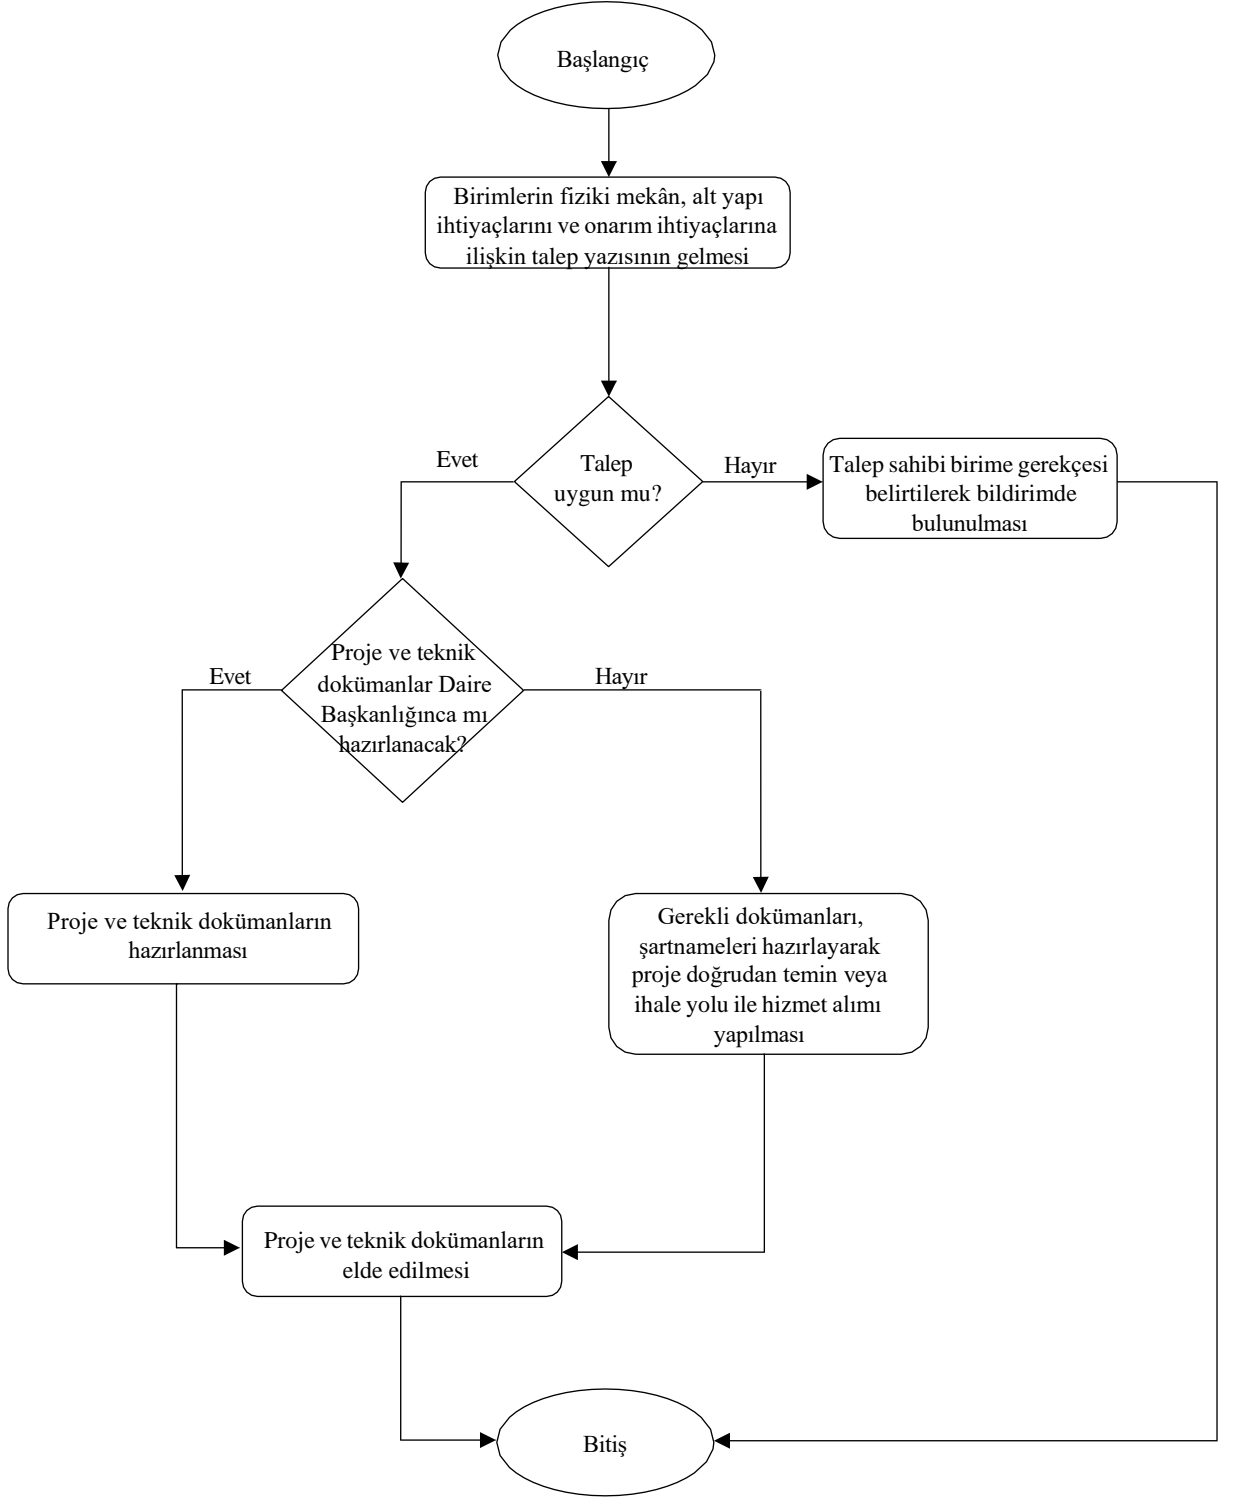 Başlangıç
Birimlerin fiziki mekân, alt yapı
ihtiyaçlarını ve onarım ihtiyaçlarına
ilişkin talep yazısının gelmesi
Evet
Talep
uygun mu?
Hayır
Talep sahibi birime gerekçesi
belirtilerek bildirimde
bulunulması
Evet
Proje ve teknik
dokümanlar Daire
Başkanlığınca mı
hazırlanacak?
Hayır
Proje ve teknik dokümanların
hazırlanması
Gerekli dokümanları,
şartnameleri hazırlayarak
proje doğrudan temin veya
ihale yolu ile hizmet alımı
yapılması
Proje ve teknik dokümanların
elde edilmesi
Bitiş